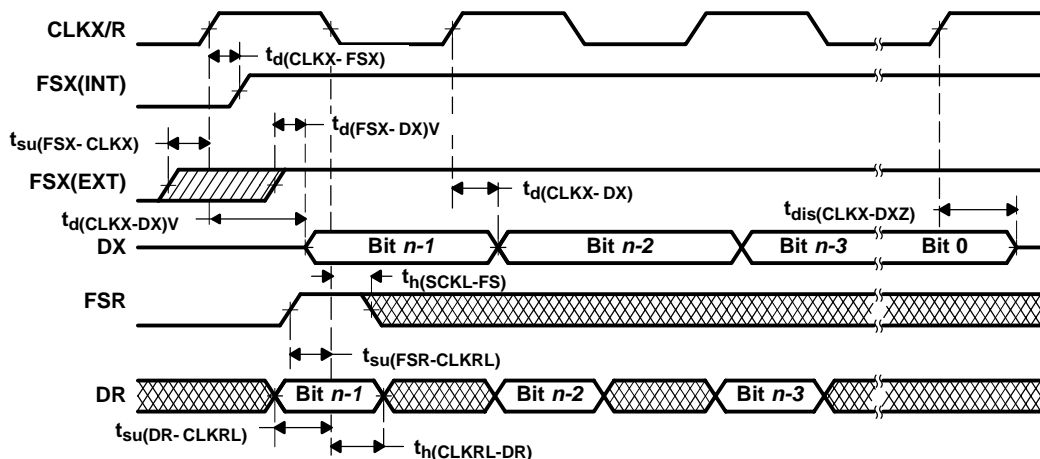 CLKX/R
td(CLKX-FSX)
FSX(INT)
tsu(FSX-CLKX)
td(FSX-DX)V
FSX(EXT)
td(CLKX-DX)
td(CLKX-DX)V
tdis(CLKX-DXZ)
DX
Bit n-1
Bit n-2
Bit n-3
Bit 0
th(SCKL-FS)
FSR
tsu(FSR-CLKRL)
DR
Bit n-1
Bit n-2
Bit n-3
tsu(DR-CLKRL)
th(CLKRL-DR)